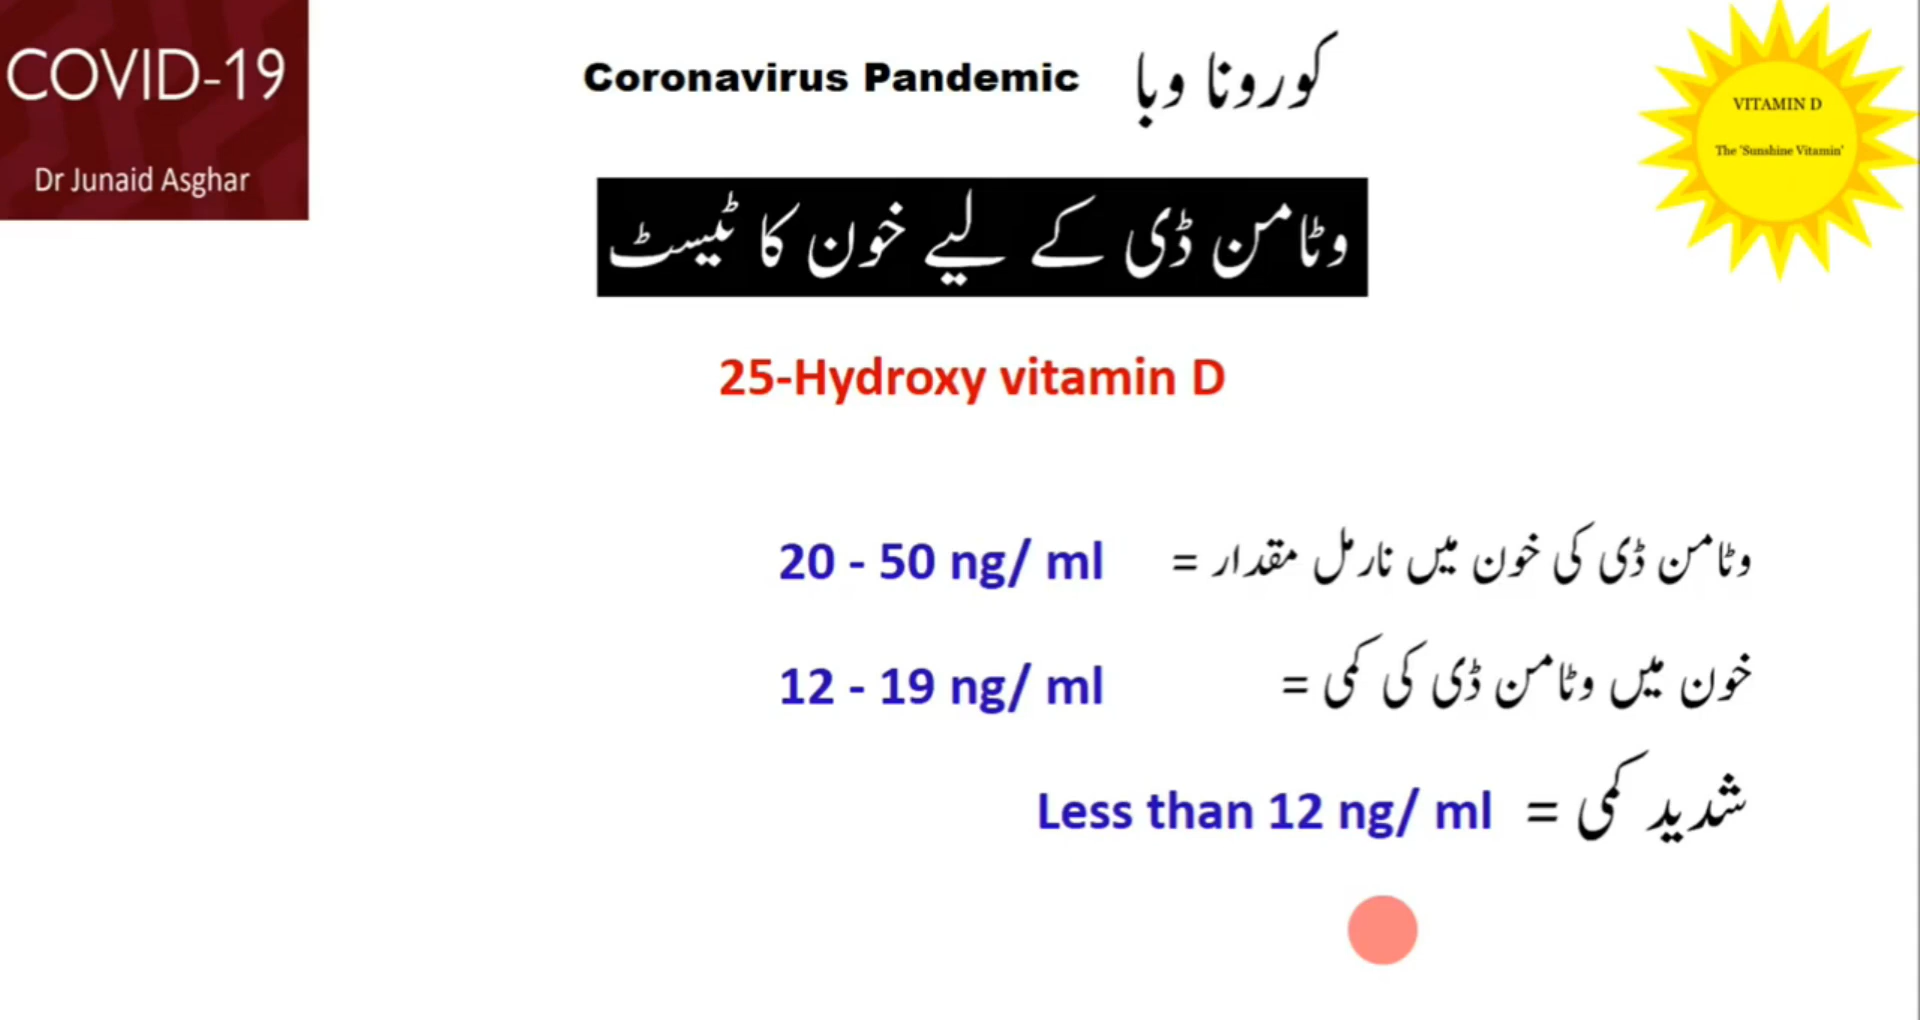 COVID-19
Dr Junaid Asghar
Coronavirus Pandemic کورونا وبا
VITAMIN D
The 'Sunshine Vitamin'
وٹامن ڈی کے لیے خون کا ٹیسٹ
25-Hydroxy vitamin D
وٹامن ڈی کی خون میں نارمل مقدار = 20 - 50 ng/ ml
خون میں وٹامن ڈی کی کمی = 12 - 19 ng/ ml
شدید کمی = Less than 12 ng/ ml